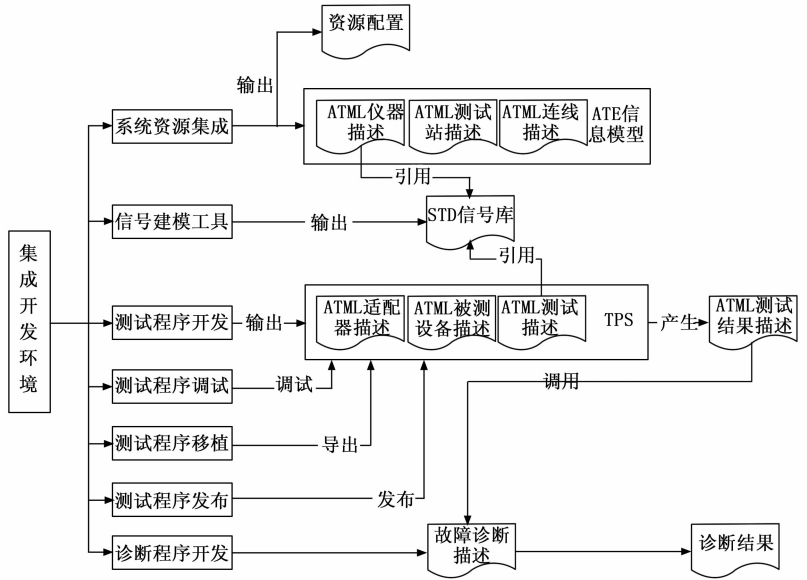 资源配置
输出
系统资源集成
ATML仪器
描述
ATML测试
站描述
ATML连线
描述
ATE信
息模型
引用
信号建模工具
输出
STD信号库
引用
集成开发环境
测试程序开发
输出
ATML适配
器描述
ATML被测
设备描述
ATML测试
描述
TPS
产生
ATML测试
结果描述
测试程序调试
调试
调用
测试程序移植
导出
测试程序发布
发布
诊断程序开发
故障诊断
描述
诊断结果